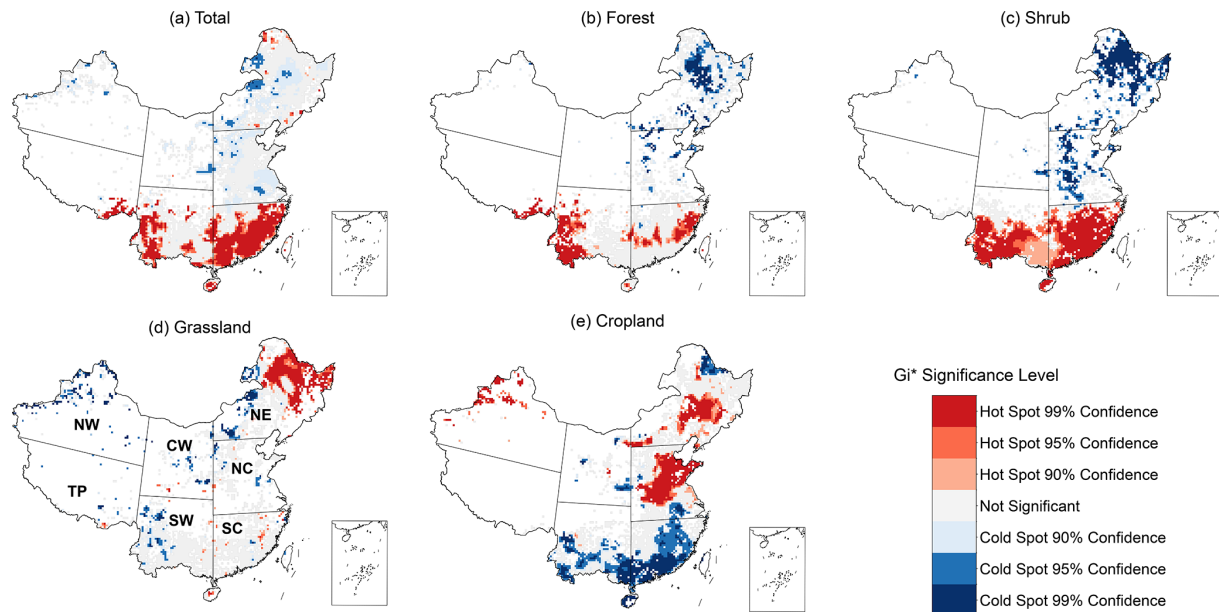 (a) Total
(b) Forest
(c) Shrub
(d) Grassland
(e) Cropland
NW
CW
NE
NC
TP
SW
SC
Gi* Significance Level
Hot Spot 99% Confidence
Hot Spot 95% Confidence
Hot Spot 90% Confidence
Not Significant
Cold Spot 90% Confidence
Cold Spot 95% Confidence
Cold Spot 99% Confidence